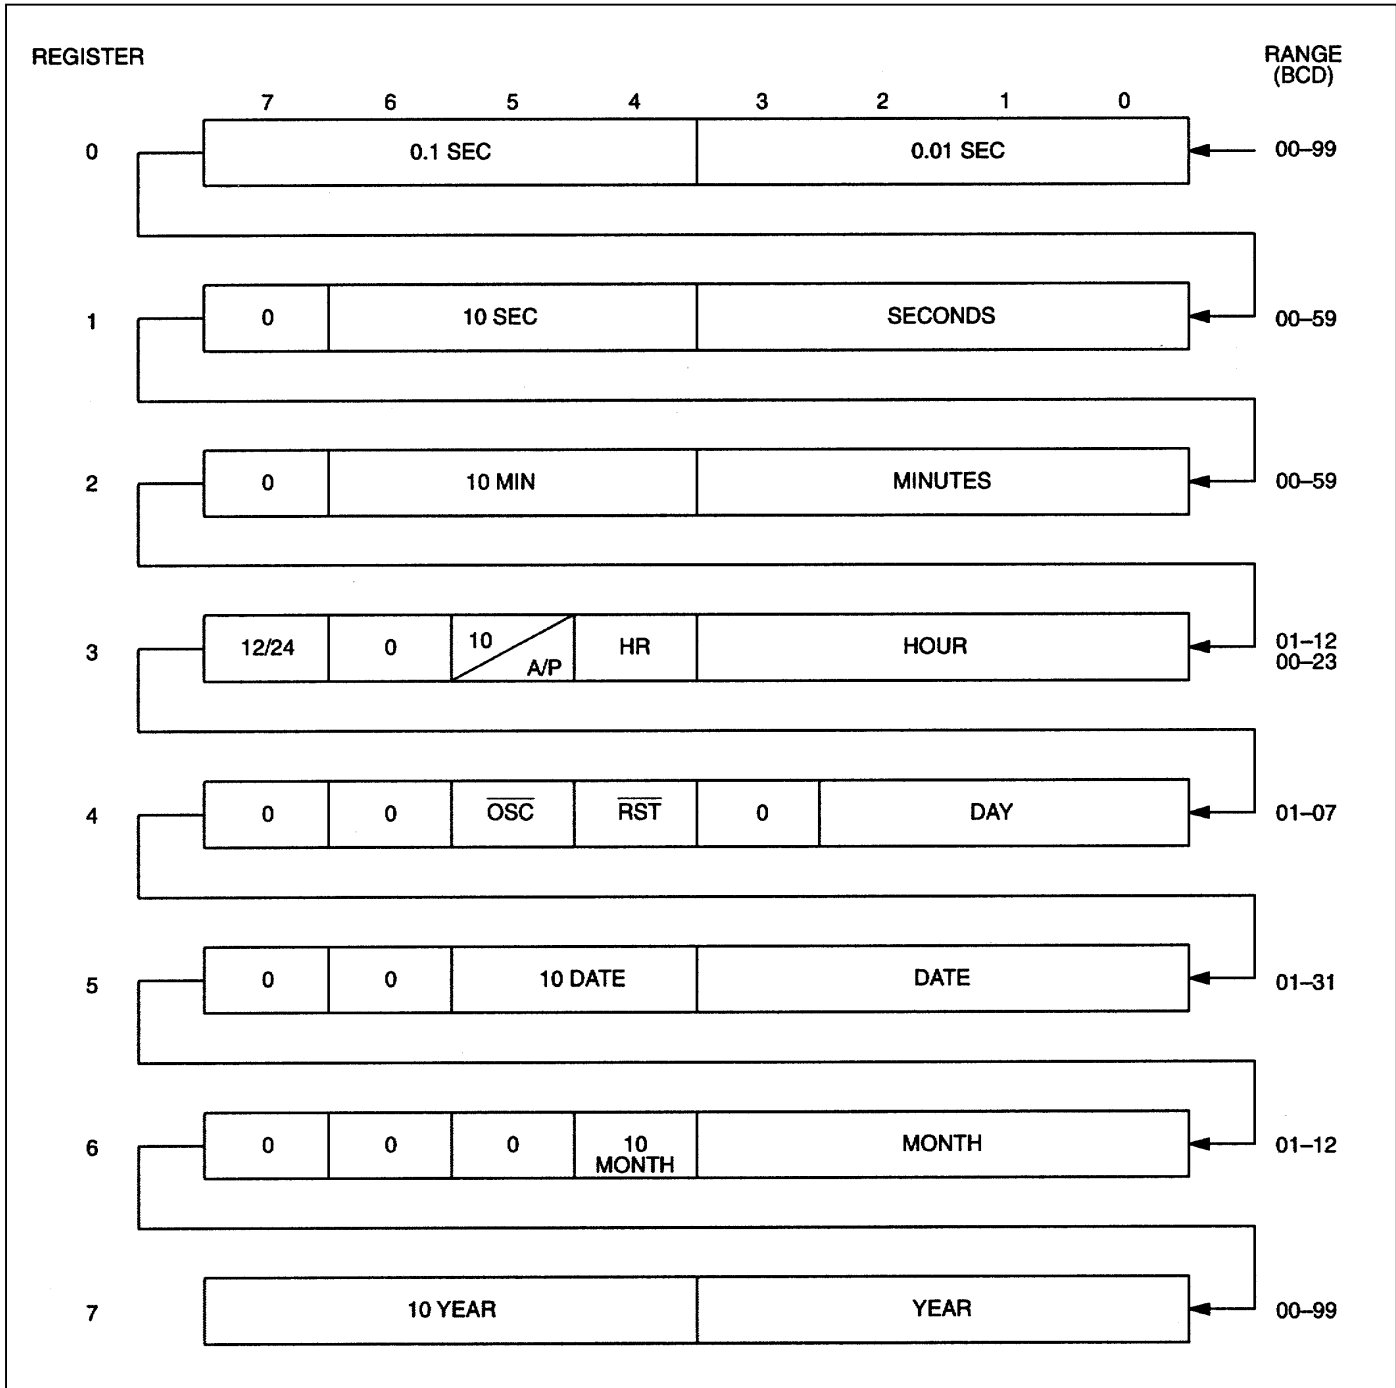 REGISTER
RANGE
(BCD)
7 6 5 4 3 2 1 0
0 0.1 SEC 0.01 SEC 00–99
1 0 10 SEC SECONDS 00–59
2 0 10 MIN MINUTES 00–59
3 12/24 0 10 A/P HR HOUR 01–12
00–23
4 0 0 O̅S̅C̅ R̅S̅T̅ 0 DAY 01–07
5 0 0 10 DATE DATE 01–31
6 0 0 0 10 MONTH MONTH 01–12
7 10 YEAR YEAR 00–99